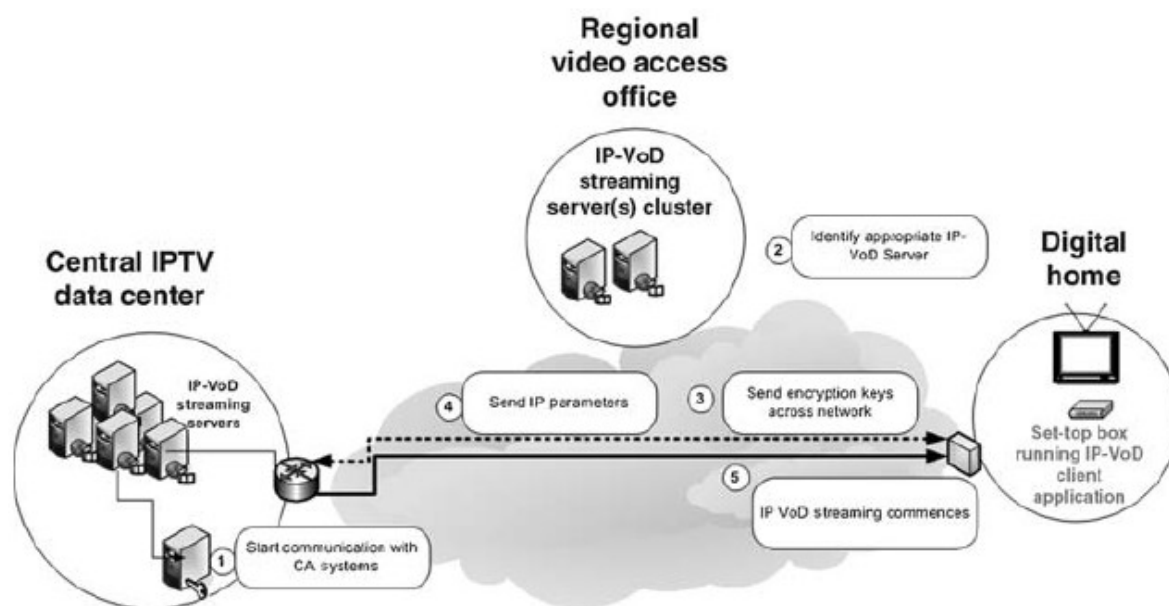 Regional
video access
office
IP-VoD
streaming
server(s) cluster
2
Identify appropriate IP-
VoD Server
Digital
home
Central IPTV
data center
IP-VoD
streaming
servers
4
Send IP parameters
3
Send encryption keys
across network
Set-top box
running IP-VoD
client
application
5
IP VoD streaming commences
1
Start communication with
CA systems